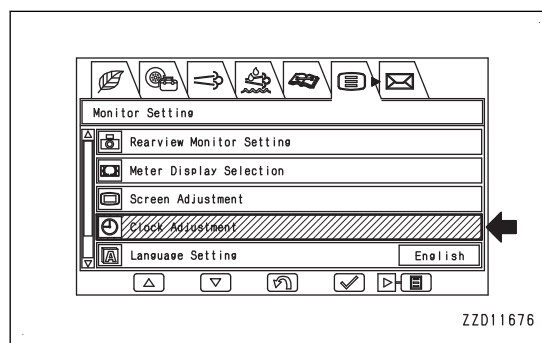 Monitor Setting
Rearview Monitor Setting
Meter Display Selection
Screen Adjustment
Clock Adjustment
A Language Setting English
ZZD11676